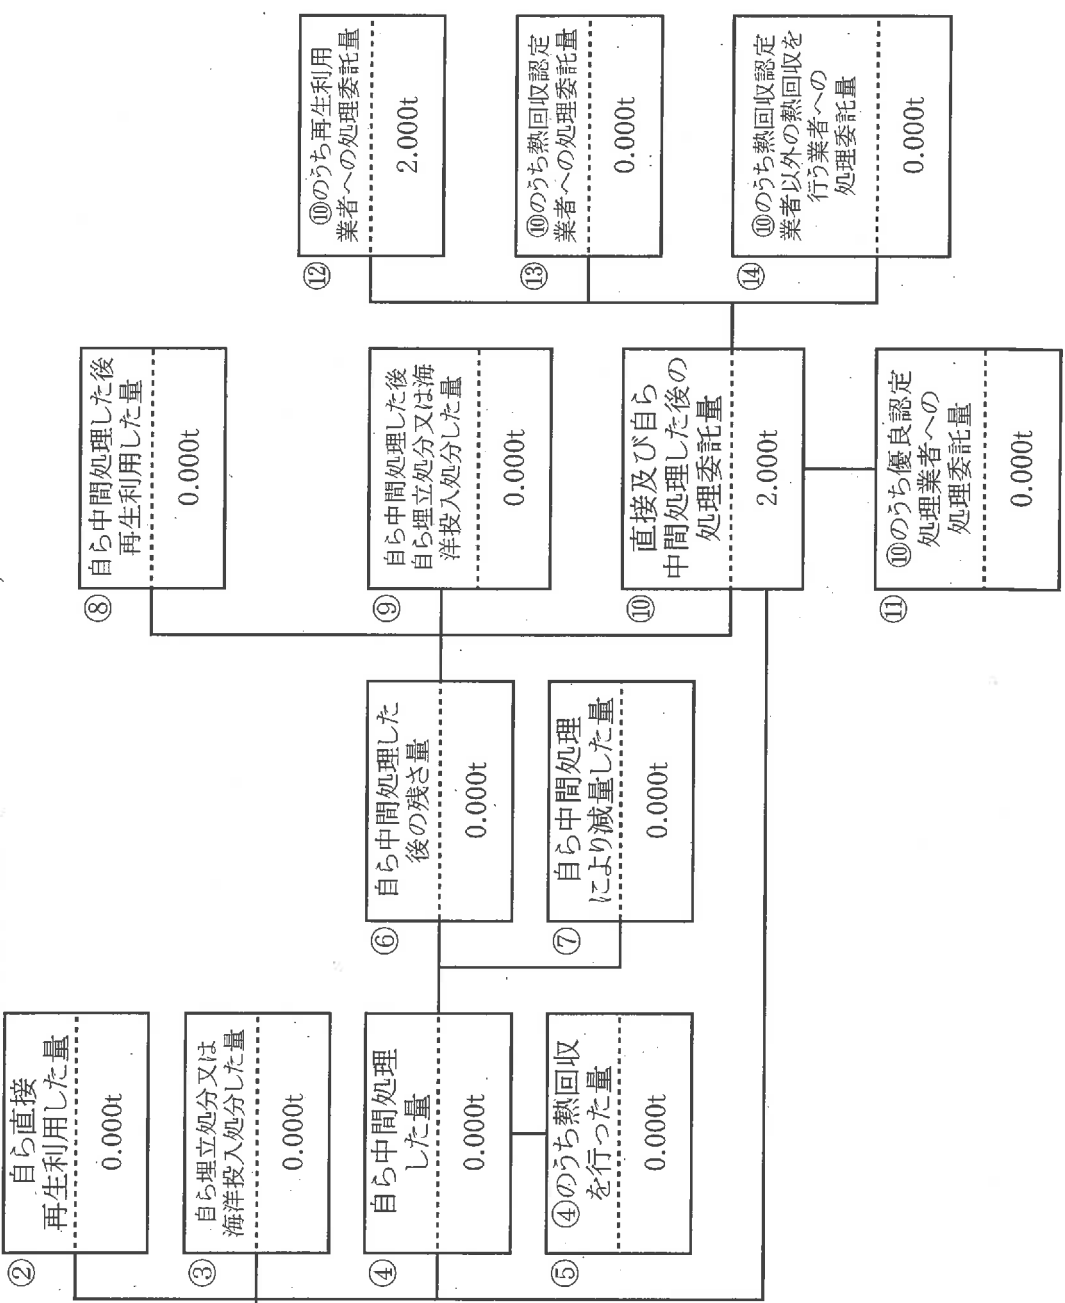 ②
自ら直接
再生利用した量
0.000t
③
自ら埋立処分又は
海洋投入処分した量
0.000t
④
自ら中間処理
した量
0.000t
⑤
④のうち熱回収
を行った量
0.000t
⑥
自ら中間処理した
後の残さ量
0.000t
⑦
自ら中間処理
により減量した量
0.000t
⑧
自ら中間処理した後
再生利用した量
0.000t
⑨
自ら中間処理した後
自ら埋立処分又は海
洋投入処分した量
0.000t
⑩
直接及び自ら
中間処理した後の
処理委託量
2.000t
⑪
⑩のうち優良認定
処理業者への
処理委託量
0.000t
⑫
⑩のうち再生利用
業者への処理委託量
2.000t
⑬
⑩のうち熱回収認定
業者への処理委託量
0.000t
⑭
⑩のうち熱回収認定
業者以外の熱回収を
行う業者への
処理委託量
0.000t